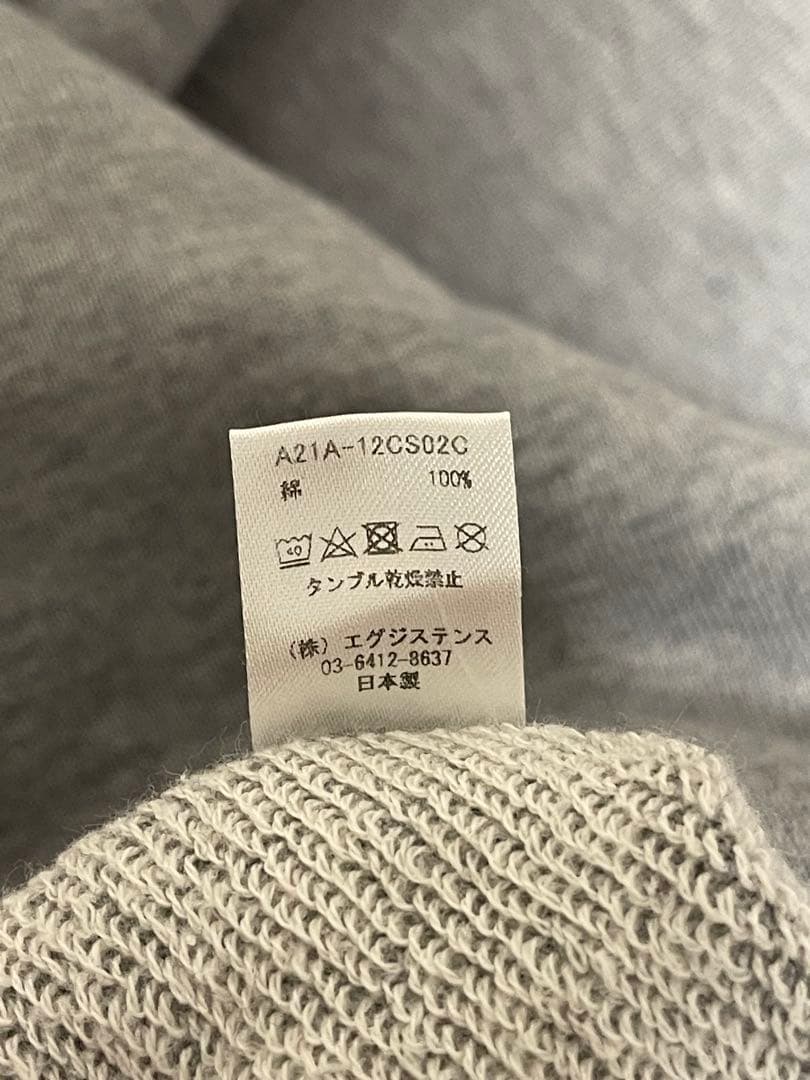 A21A-12CS02C
綿 100%
40
タンブル乾燥禁止
(株) エグジステンス
03-6412-8637
日本製